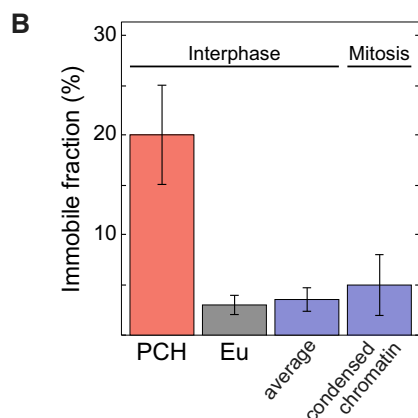 B
Immobile fraction (%)
30
20
10
Interphase
Mitosis
PCH
Eu
average
condensed
chromatin